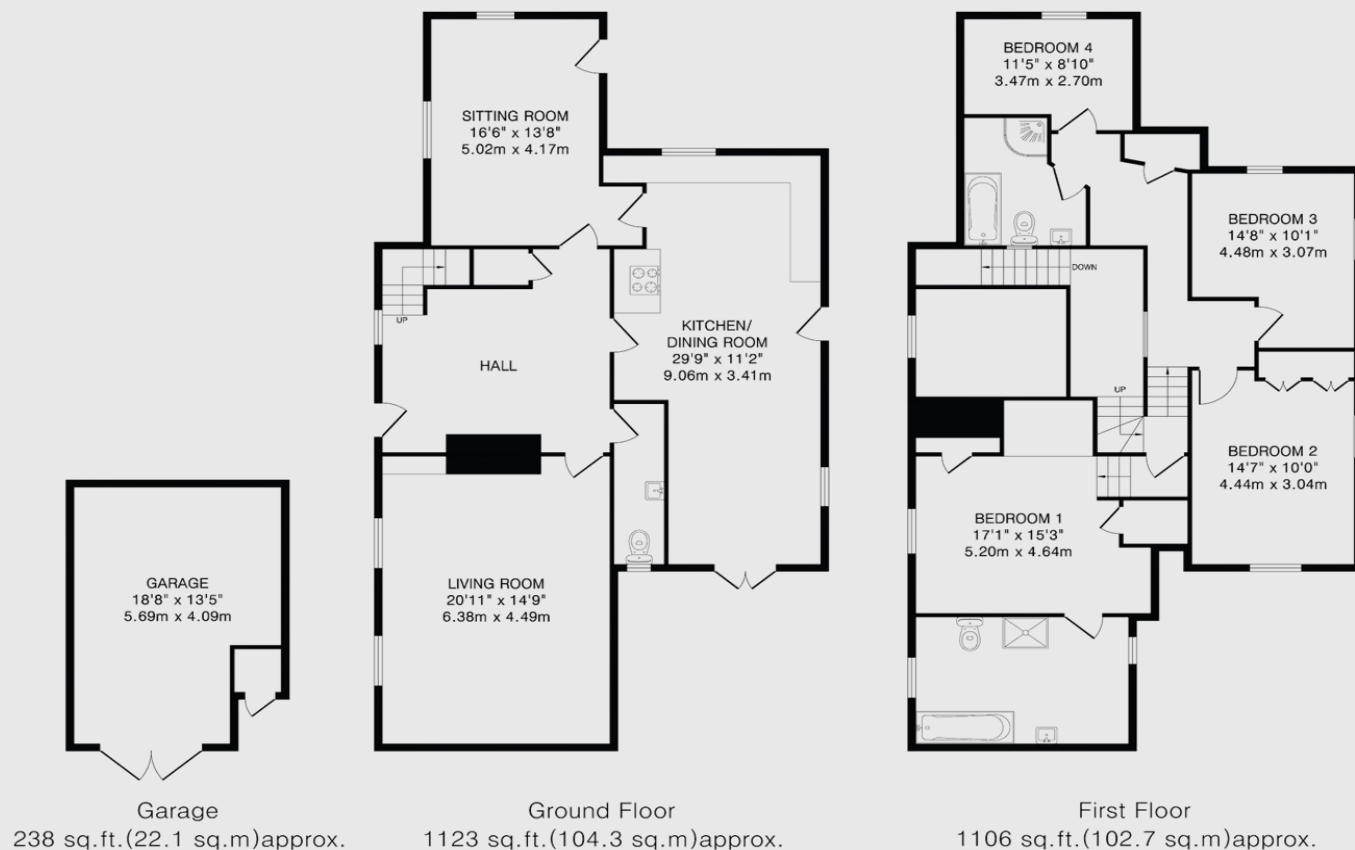 GARAGE
18'8" x 13'5"
5.69m x 4.09m
Garage
238 sq.ft.(22.1 sq.m)approx.
SITTING ROOM
16'6" x 13'8"
5.02m x 4.17m
UP
HALL
KITCHEN/
DINING ROOM
29'9" x 11'2"
9.06m x 3.41m
LIVING ROOM
20'11" x 14'9"
6.38m x 4.49m
Ground Floor
1123 sq.ft.(104.3 sq.m)approx.
BEDROOM 4
11'5" x 8'10"
3.47m x 2.70m
BEDROOM 3
14'8" x 10'1"
4.48m x 3.07m
DOWN
UP
BEDROOM 2
14'7" x 10'0"
4.44m x 3.04m
BEDROOM 1
17'1" x 15'3"
5.20m x 4.64m
First Floor
1106 sq.ft.(102.7 sq.m)approx.